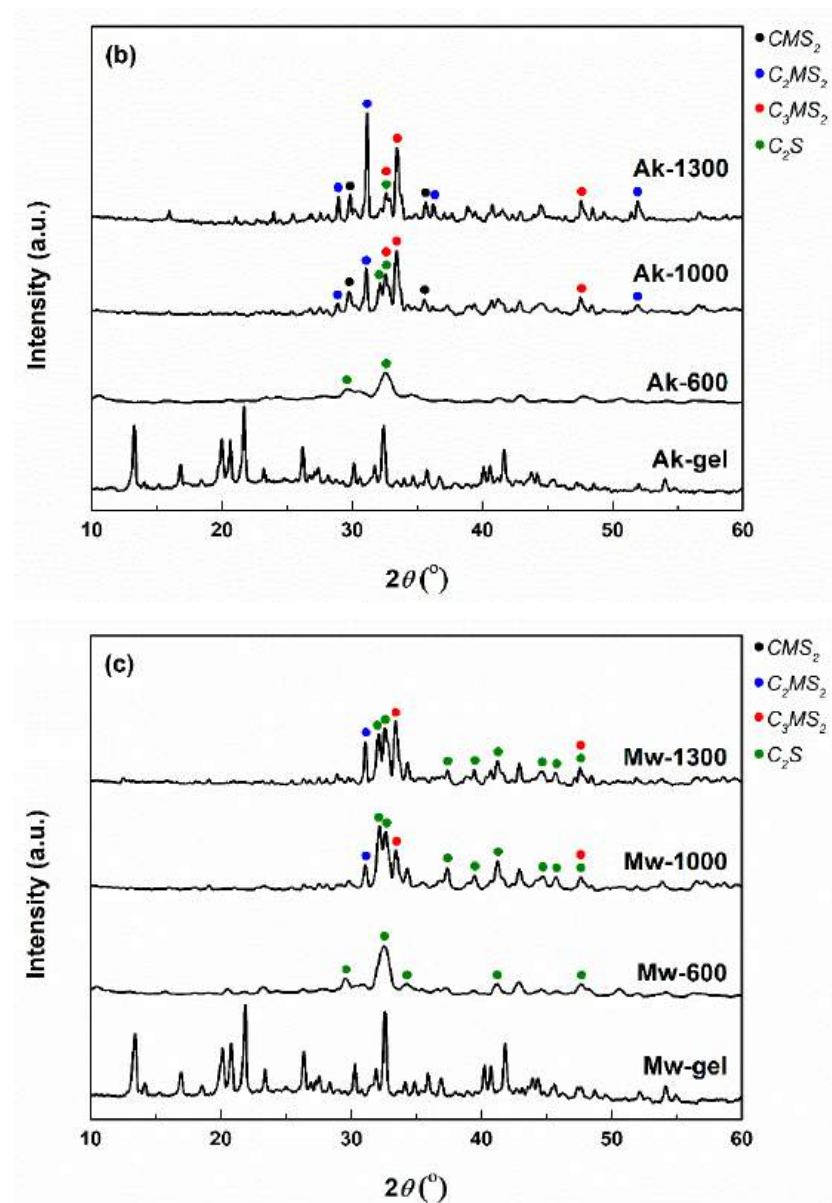 (b)
CMS₂
C₂MS₂
C₃MS₂
C₂S
Ak-1300
Ak-1000
Ak-600
Ak-gel
Intensity (a.u.)
10 20 30 40 50 60
2θ (°)
(c)
CMS₂
C₂MS₂
C₃MS₂
C₂S
Mw-1300
Mw-1000
Mw-600
Mw-gel
Intensity (a.u.)
10 20 30 40 50 60
2θ (°)